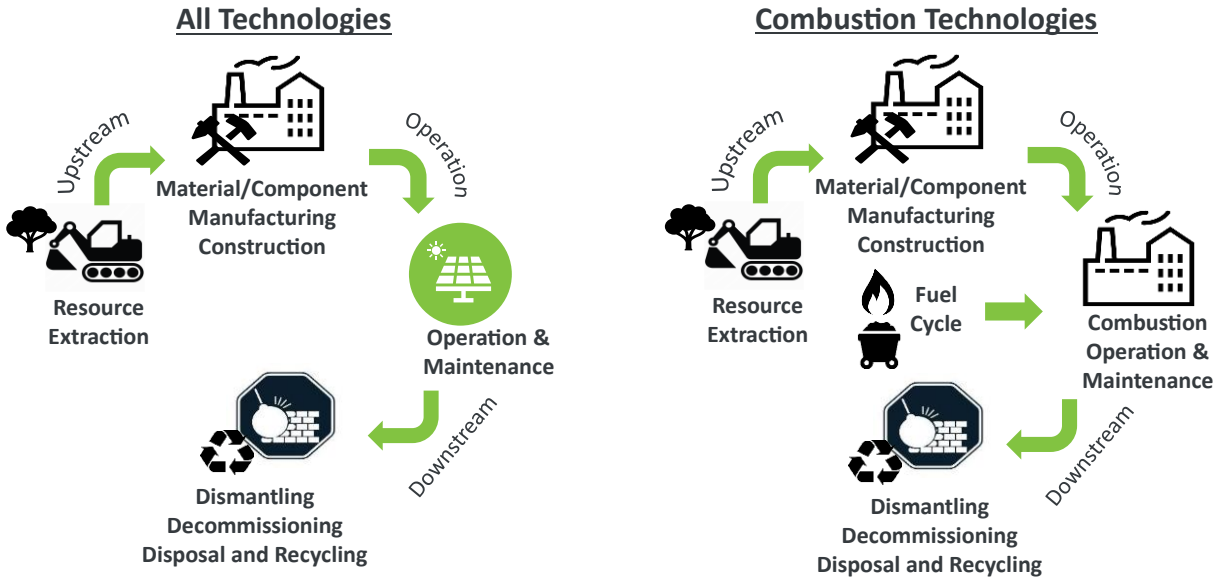 All Technologies
Upstream
Operation
Material/Component
Manufacturing
Construction
Resource
Extraction
Operation &
Maintenance
Downstream
Dismantling
Decommissioning
Disposal and Recycling
Combustion Technologies
Upstream
Operation
Material/Component
Manufacturing
Construction
Resource
Extraction
Fuel
Cycle
Combustion
Operation &
Maintenance
Downstream
Dismantling
Decommissioning
Disposal and Recycling